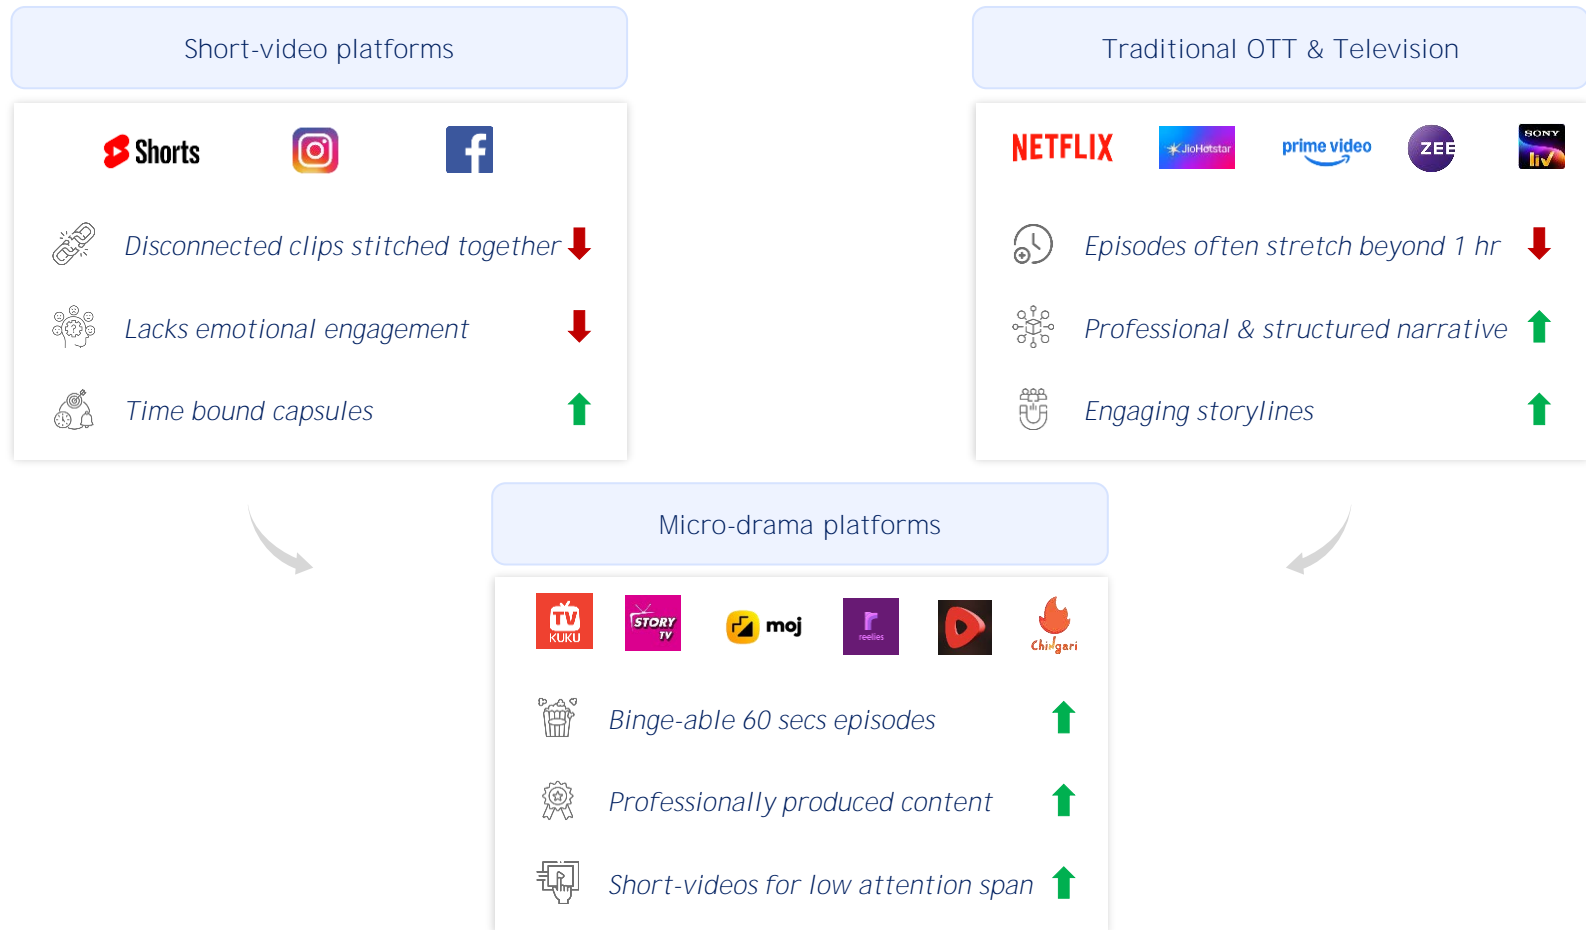 Short-video platforms
Shorts
Disconnected clips stitched together
Lacks emotional engagement
Time bound capsules
Traditional OTT & Television
NETFLIX
JioHotstar
prime video
ZEE
SONY
liv
Episodes often stretch beyond 1 hr
Professional & structured narrative
Engaging storylines
Micro-drama platforms
TV
KUKU
STORY
TV
moj
r
reelies
Chingari
Binge-able 60 secs episodes
Professionally produced content
Short-videos for low attention span